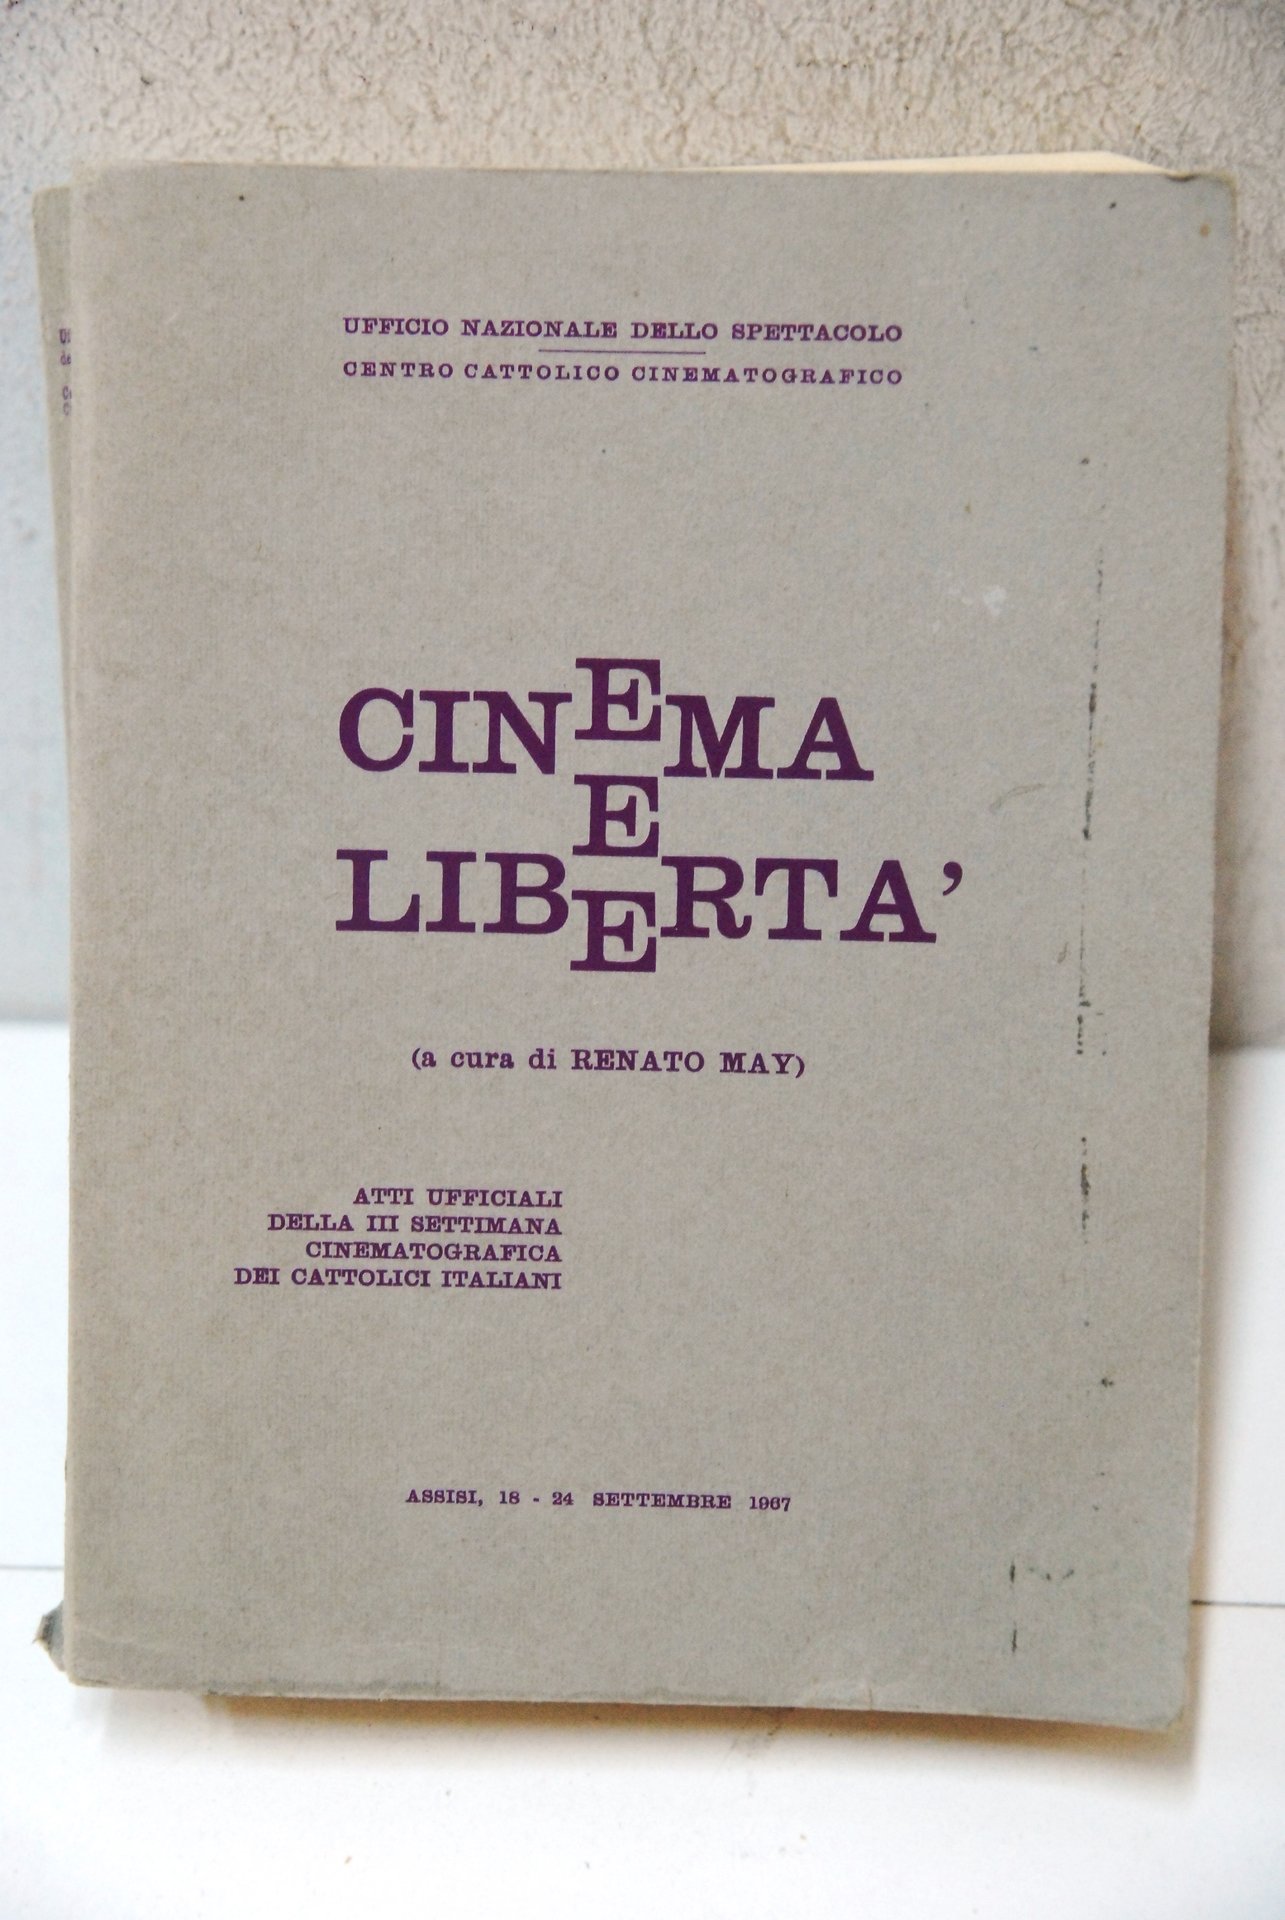 UFFICIO NAZIONALE DELLO SPETTACOLO
CENTRO CATTOLICO CINEMATOGRAFICO
CINEMA
E
LIBERTA’
(a cura di RENATO MAY)
ATTI UFFICIALI
DELLA III SETTIMANA
CINEMATOGRAFICA
DEI CATTOLICI ITALIANI
ASSISI, 18 - 24 SETTEMBRE 1967